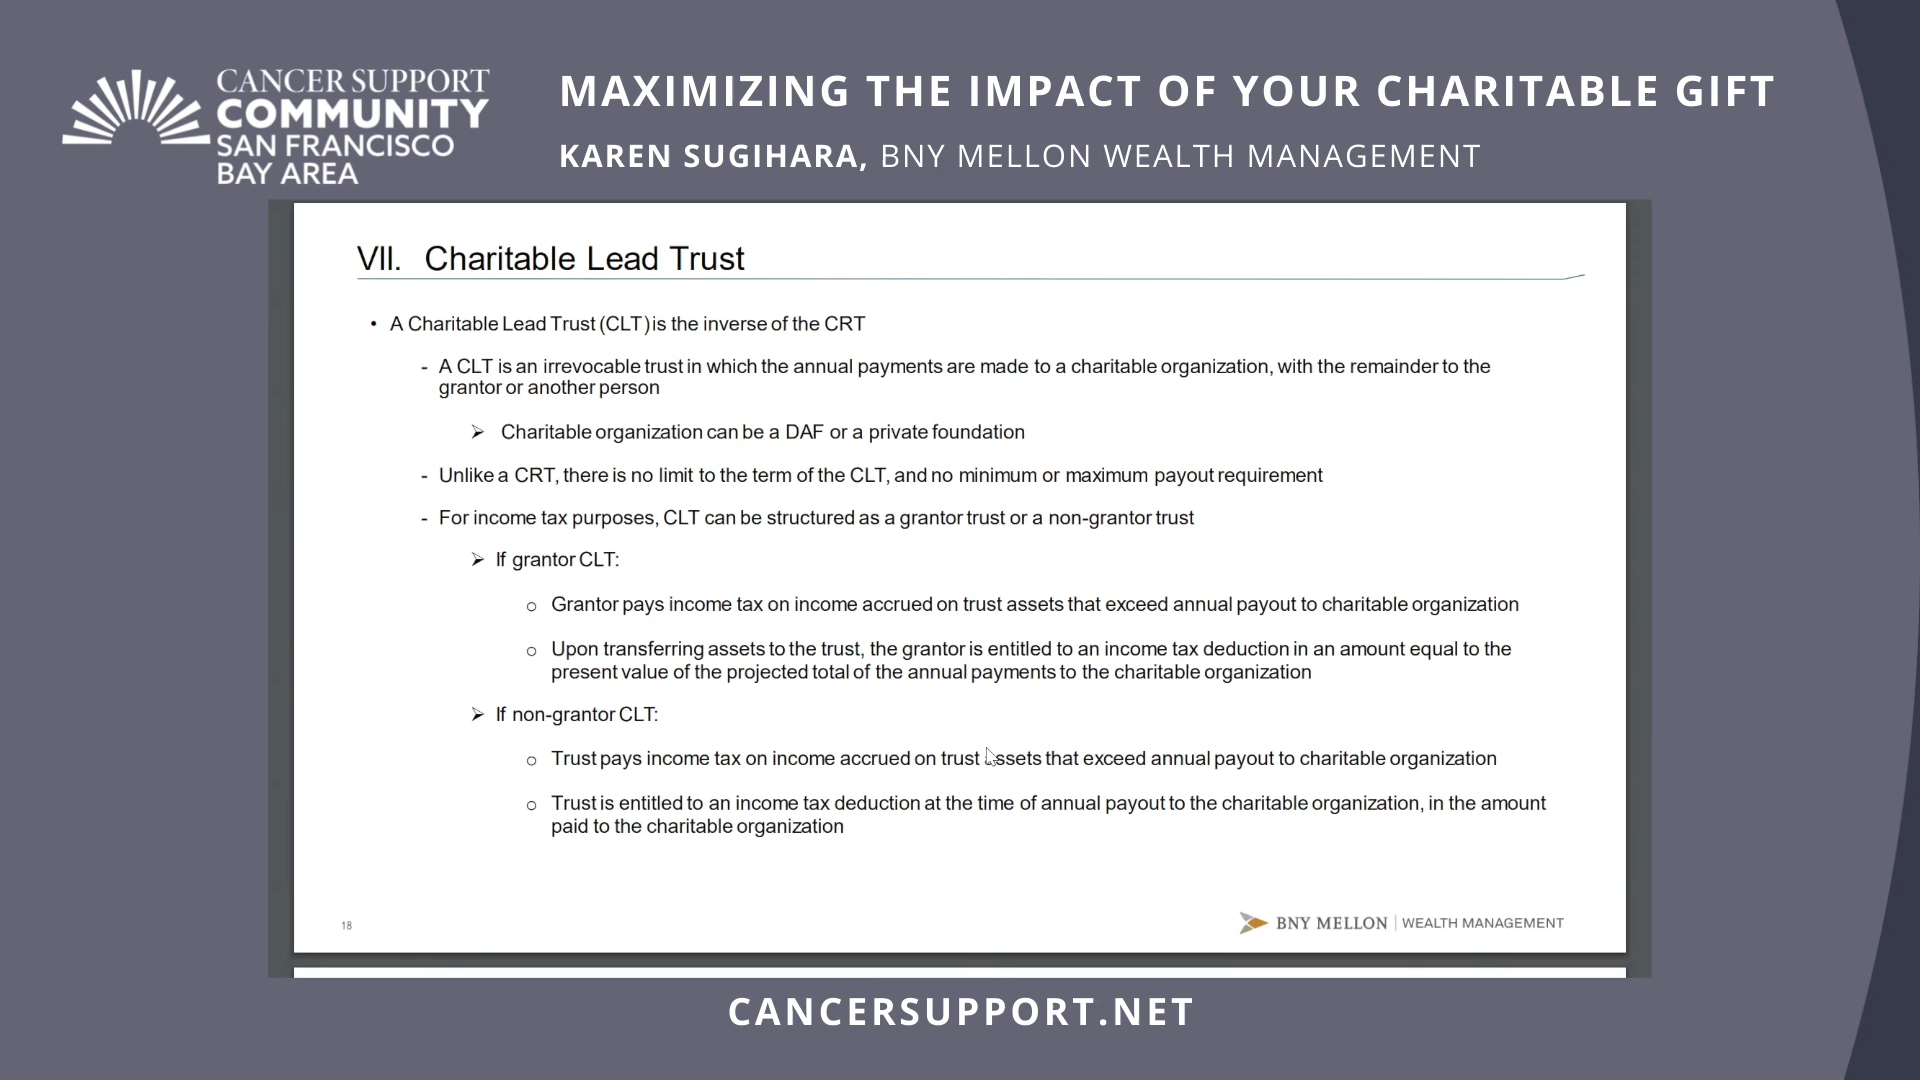 CANCER SUPPORT
COMMUNITY
SAN FRANCISCO
BAY AREA
MAXIMIZING THE IMPACT OF YOUR CHARITABLE GIFT
KAREN SUGIHARA, BNY MELLON WEALTH MANAGEMENT
VII. Charitable Lead Trust
• A Charitable Lead Trust (CLT) is the inverse of the CRT
- A CLT is an irrevocable trust in which the annual payments are made to a charitable organization, with the remainder to the
grantor or another person
➢ Charitable organization can be a DAF or a private foundation
- Unlike a CRT, there is no limit to the term of the CLT, and no minimum or maximum payout requirement
- For income tax purposes, CLT can be structured as a grantor trust or a non-grantor trust
➢ If grantor CLT:
○ Grantor pays income tax on income accrued on trust assets that exceed annual payout to charitable organization
○ Upon transferring assets to the trust, the grantor is entitled to an income tax deduction in an amount equal to the
present value of the projected total of the annual payments to the charitable organization
➢ If non-grantor CLT:
○ Trust pays income tax on income accrued on trust assets that exceed annual payout to charitable organization
○ Trust is entitled to an income tax deduction at the time of annual payout to the charitable organization, in the amount
paid to the charitable organization
18
BNY MELLON | WEALTH MANAGEMENT
CANCERSUPPORT.NET